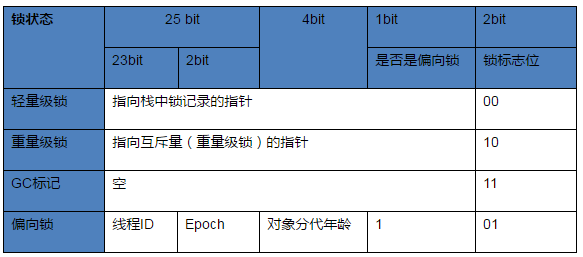 锁状态 25 bit 4bit 1bit 2bit
23bit 2bit 是否是偏向锁 锁标志位
轻量级锁 指向栈中锁记录的指针 00
重量级锁 指向互斥量（重量级锁）的指针 10
GC标记 空 11
偏向锁 线程ID Epoch 对象分代年龄 1 01